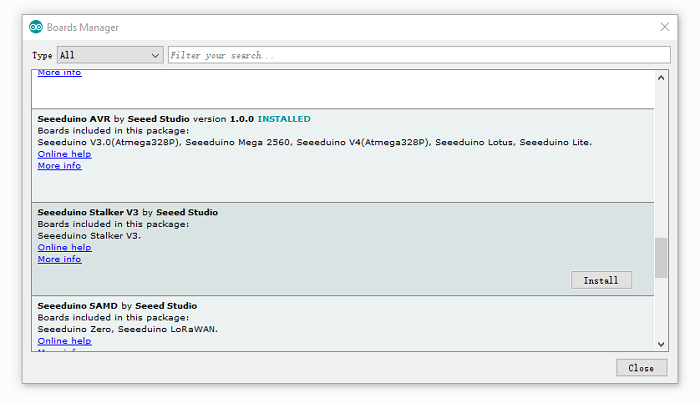 Boards Manager
Type All Filter your search...
More info
Seeeduino AVR by Seeed Studio version 1.0.0 INSTALLED
Boards included in this package:
Seeeduino V3.0(Atmega328P), Seeeduino Mega 2560, Seeeduino V4(Atmega328P), Seeeduino Lotus, Seeeduino Lite.
Online help
More info
Seeeduino Stalker V3 by Seeed Studio
Boards included in this package:
Seeeduino Stalker V3.
Online help
More info
Install
Seeeduino SAMD by Seeed Studio
Boards included in this package:
Seeeduino Zero, Seeeduino LoRaWAN.
Online help
More info
Close